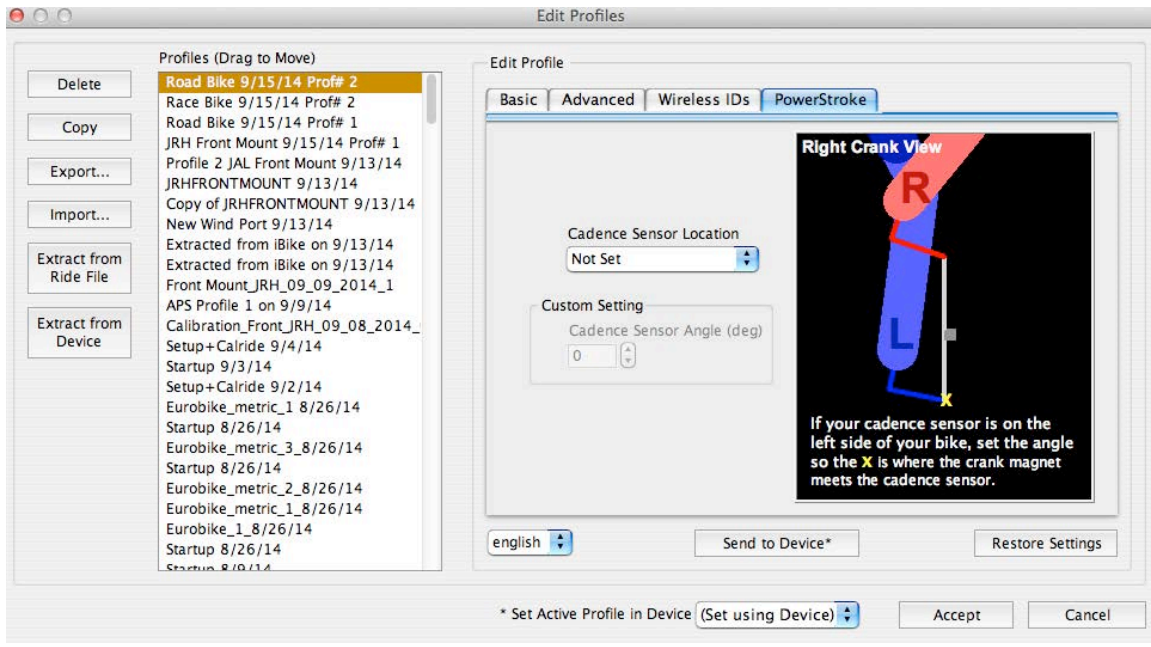 Edit Profiles
Delete
Copy
Export...
Import...
Extract from
Ride File
Extract from
Device
Profiles (Drag to Move)
Road Bike 9/15/14 Prof# 2
Race Bike 9/15/14 Prof# 2
Road Bike 9/15/14 Prof# 1
JRH Front Mount 9/15/14 Prof# 1
Profile 2 JAL Front Mount 9/13/14
JRHFRONTMOUNT 9/13/14
Copy of JRHFRONTMOUNT 9/13/14
New Wind Port 9/13/14
Extracted from iBike on 9/13/14
Extracted from iBike on 9/13/14
Front Mount_JRH_09_09_2014_1
APS Profile 1 on 9/9/14
Calibration_Front_JRH_09_08_2014_
Setup+Calride 9/4/14
Startup 9/3/14
Setup+Calride 9/2/14
Eurobike_metric_1 8/26/14
Startup 8/26/14
Eurobike_metric_3_8/26/14
Startup 8/26/14
Eurobike_metric_2_8/26/14
Eurobike_metric_1_8/26/14
Eurobike_1_8/26/14
Startup 8/26/14
Startup 8/9/14
Edit Profile
Basic Advanced Wireless IDs PowerStroke
Cadence Sensor Location
Not Set
Custom Setting
Cadence Sensor Angle (deg)
0
Right Crank View
R
L
X
If your cadence sensor is on the
left side of your bike, set the angle
so the X is where the crank magnet
meets the cadence sensor.
english
Send to Device*
Restore Settings
* Set Active Profile in Device (Set using Device)
Accept
Cancel